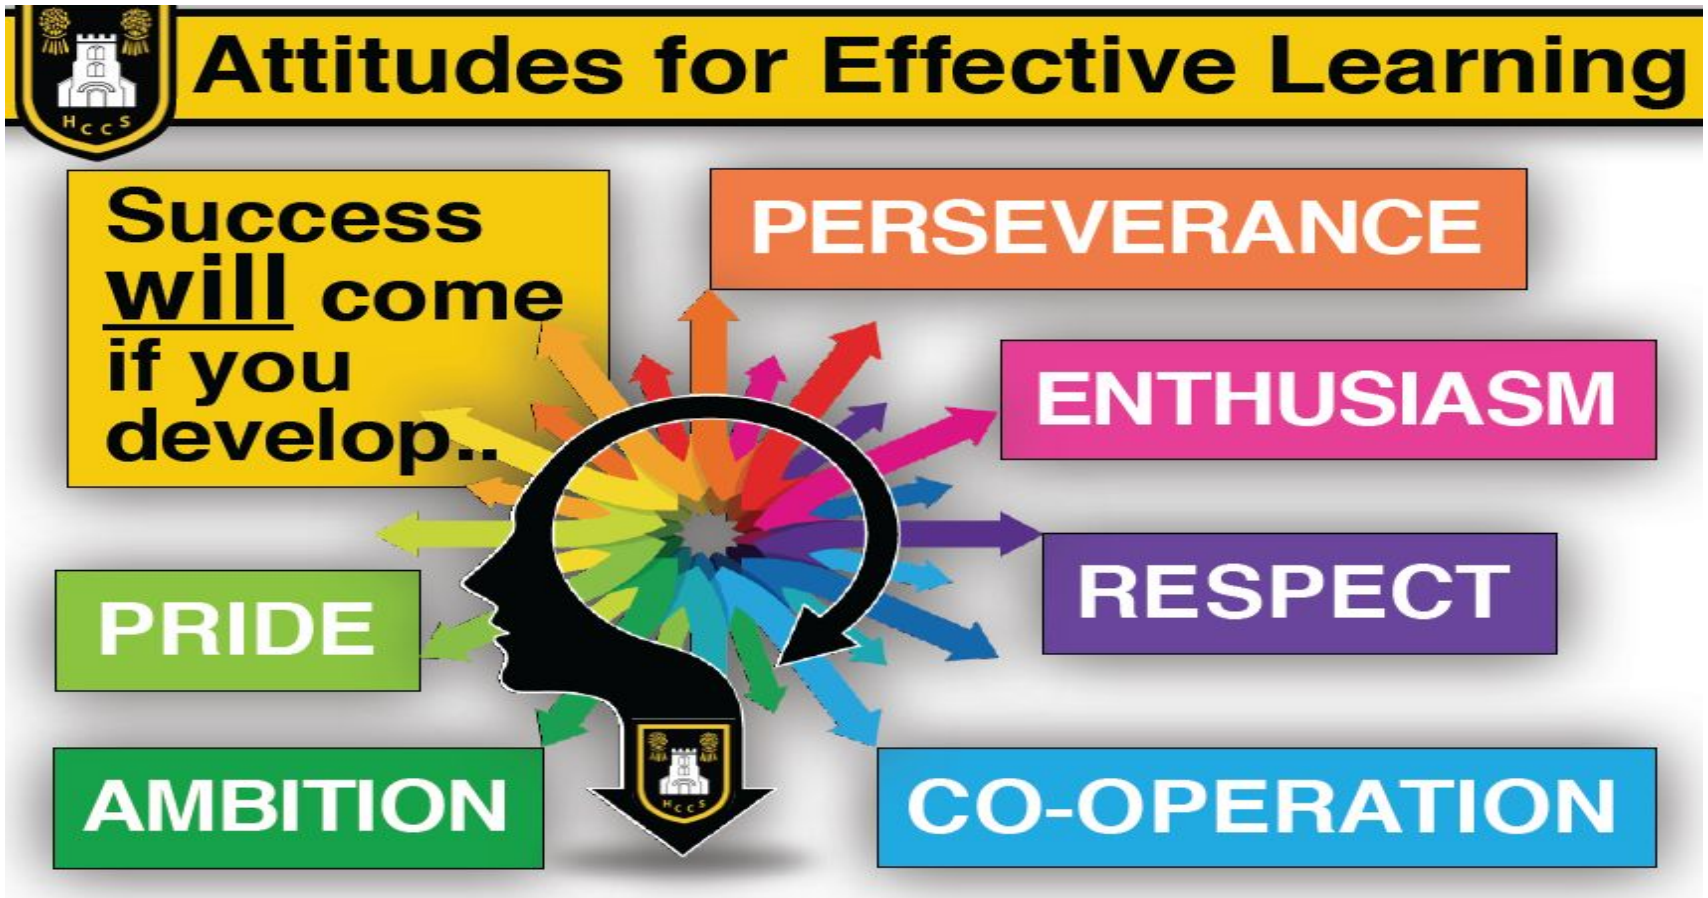 HCCS
Attitudes for Effective Learning
Success
will come
if you
develop..
PERSEVERANCE
ENTHUSIASM
RESPECT
CO-OPERATION
PRIDE
AMBITION
HCCS